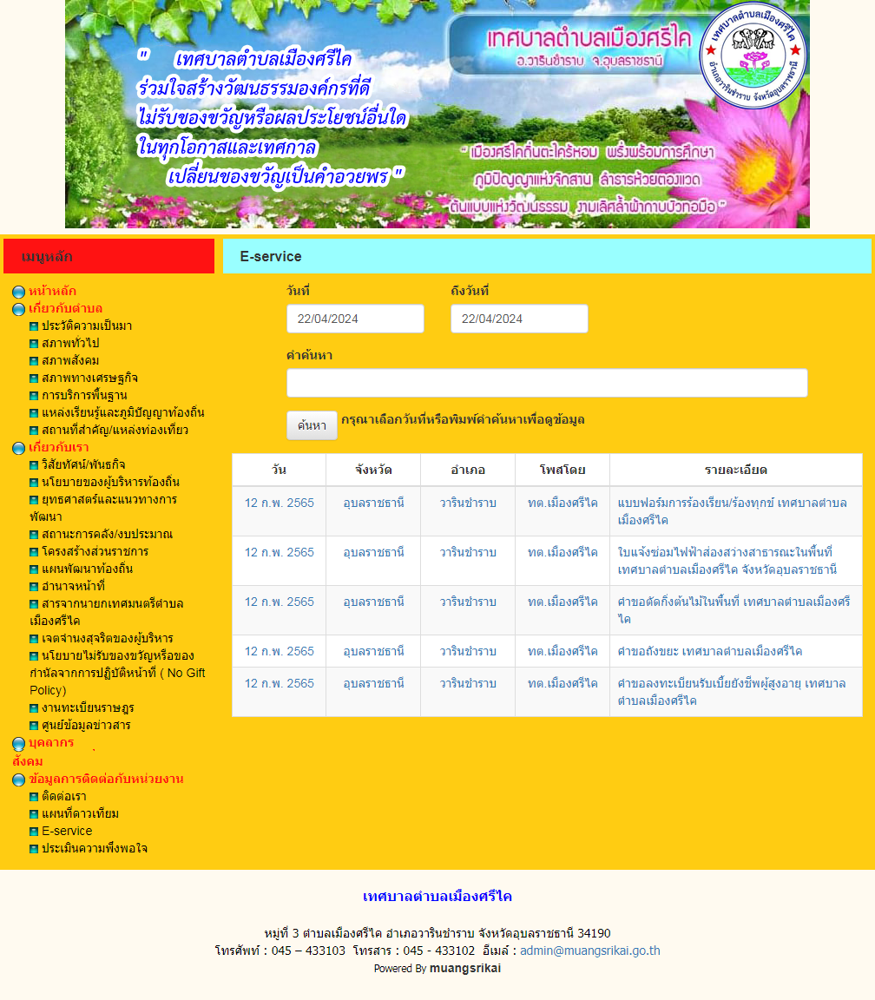 " เทศบาลตำบลเมืองศรีไค
ร่วมใจสร้างวัฒนธรรมองค์กรที่ดี
ไม่รับของขวัญหรือผลประโยชน์อื่นใด
ในทุกโอกาสและเทศกาล
เปลี่ยนของขวัญเป็นคำอวยพร "
เทศบาลตำบลเมืองศรีไค
อ.วารินชำราบ จ.อุบลราชธานี
เทศบาลตำบลเมืองศรีไค
อำเภอวารินชำราบ จังหวัดอุบลราชธานี
" เมืองศรีไคถิ่นตะไคร้หอม พรั่งพร้อมการศึกษา
ภูมิปัญญาแห่งจักสาน ลำธารห้วยตองแวด
ต้นแบบแห่งวัฒนธรรม งามเลิศล้ำผ้ากาบบัวทอมือ "
เมนูหลัก
หน้าหลัก
เกี่ยวกับตำบล
ประวัติความเป็นมา
สภาพทั่วไป
สภาพสังคม
สภาพทางเศรษฐกิจ
การบริการพื้นฐาน
แหล่งเรียนรู้และภูมิปัญญาท้องถิ่น
สถานที่สำคัญ/แหล่งท่องเที่ยว
เกี่ยวกับเรา
วิสัยทัศน์/พันธกิจ
นโยบายของผู้บริหารท้องถิ่น
ยุทธศาสตร์และแนวทางการ
พัฒนา
สถานะการคลัง/งบประมาณ
โครงสร้างส่วนราชการ
แผนพัฒนาท้องถิ่น
อำนาจหน้าที่
สารจากนายกเทศมนตรีตำบล
เมืองศรีไค
เจตจำนงสุจริตของผู้บริหาร
นโยบายไม่รับของขวัญหรือของ
กำนัลจากการปฏิบัติหน้าที่ ( No Gift
Policy)
งานทะเบียนราษฎร
ศูนย์ข้อมูลข่าวสาร
บุคลากร
สังคม
ข้อมูลการติดต่อกับหน่วยงาน
ติดต่อเรา
แผนที่ดาวเทียม
E-service
ประเมินความพึงพอใจ
E-service
วันที่ ถึงวันที่
22/04/2024 22/04/2024
คำค้นหา
ค้นหา กรุณาเลือกวันที่หรือพิมพ์คำค้นหาเพื่อดูข้อมูล
วัน จังหวัด อำเภอ โพสโดย รายละเอียด
12 ก.พ. 2565 อุบลราชธานี วารินชำราบ ทต.เมืองศรีไค แบบฟอร์มการร้องเรียน/ร้องทุกข์ เทศบาลตำบล
เมืองศรีไค
12 ก.พ. 2565 อุบลราชธานี วารินชำราบ ทต.เมืองศรีไค ใบแจ้งซ่อมไฟฟ้าส่องสว่างสาธารณะในพื้นที่
เทศบาลตำบลเมืองศรีไค จังหวัดอุบลราชธานี
12 ก.พ. 2565 อุบลราชธานี วารินชำราบ ทต.เมืองศรีไค คำขอตัดกิ่งต้นไม้ในพื้นที่ เทศบาลตำบลเมืองศรี
ไค
12 ก.พ. 2565 อุบลราชธานี วารินชำราบ ทต.เมืองศรีไค คำขอถังขยะ เทศบาลตำบลเมืองศรีไค
12 ก.พ. 2565 อุบลราชธานี วารินชำราบ ทต.เมืองศรีไค คำขอลงทะเบียนรับเบี้ยยังชีพผู้สูงอายุ เทศบาล
ตำบลเมืองศรีไค
เทศบาลตำบลเมืองศรีไค
หมู่ที่ 3 ตำบลเมืองศรีไค อำเภอวารินชำราบ จังหวัดอุบลราชธานี 34190
โทรศัพท์ : 045 – 433103 โทรสาร : 045 - 433102 อีเมล์ : admin@muangsrikai.go.th
Powered By muangsrikai